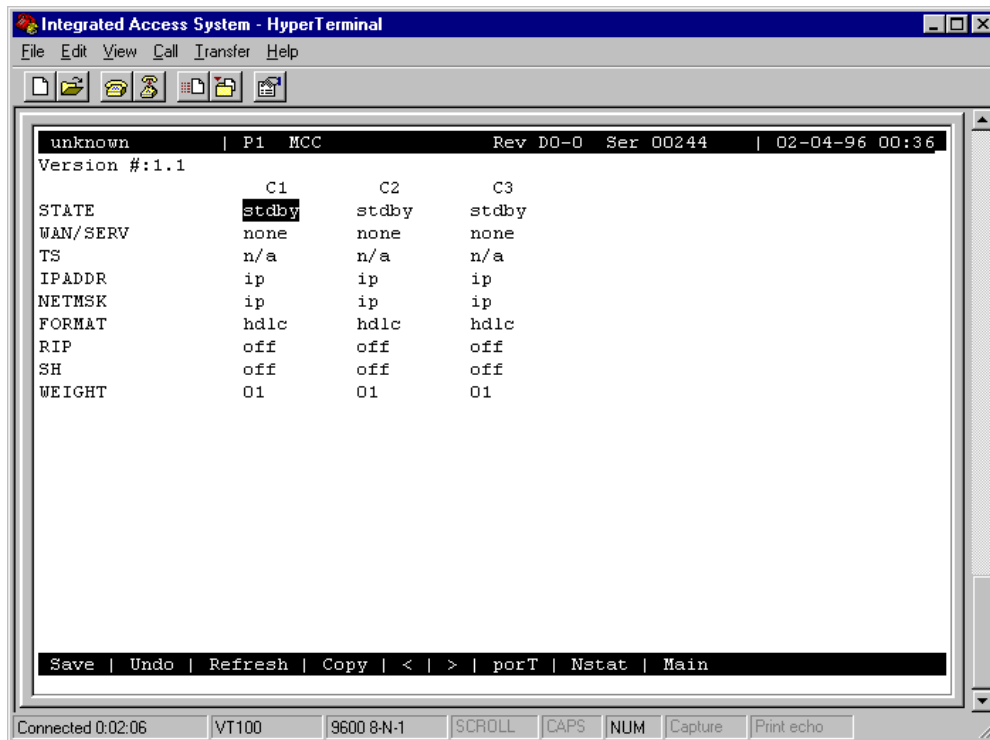 Integrated Access System - HyperTerminal
File Edit View Call Transfer Help
unknown | P1 MCC Rev D0-0 Ser 00244 | 02-04-96 00:36
Version #:1.1
C1 C2 C3
STATE stdby stdby stdby
WAN/SERV none none none
TS n/a n/a n/a
IPADDR ip ip ip
NETMSK ip ip ip
FORMAT hdlc hdlc hdlc
RIP off off off
SH off off off
WEIGHT 01 01 01
Save | Undo | Refresh | Copy | < | > | porT | Nstat | Main
Connected 0:02:06 VT100 9600 8-N-1 SCROLL CAPS NUM Capture Print echo